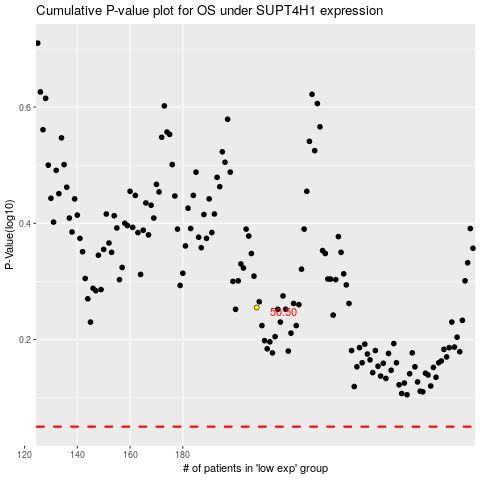 Cumulative P-value plot for OS under SUPT4H1 expression
P-Value(log10)
0.6
0.4
0.2
50:50
120 140 160 180
# of patients in 'low exp' group